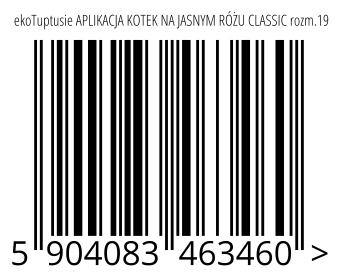 ekoTuptusie APLIKACJA KOTEK NA JASNYM RÓŻU CLASSIC rozm.19
5 904083 463460 >